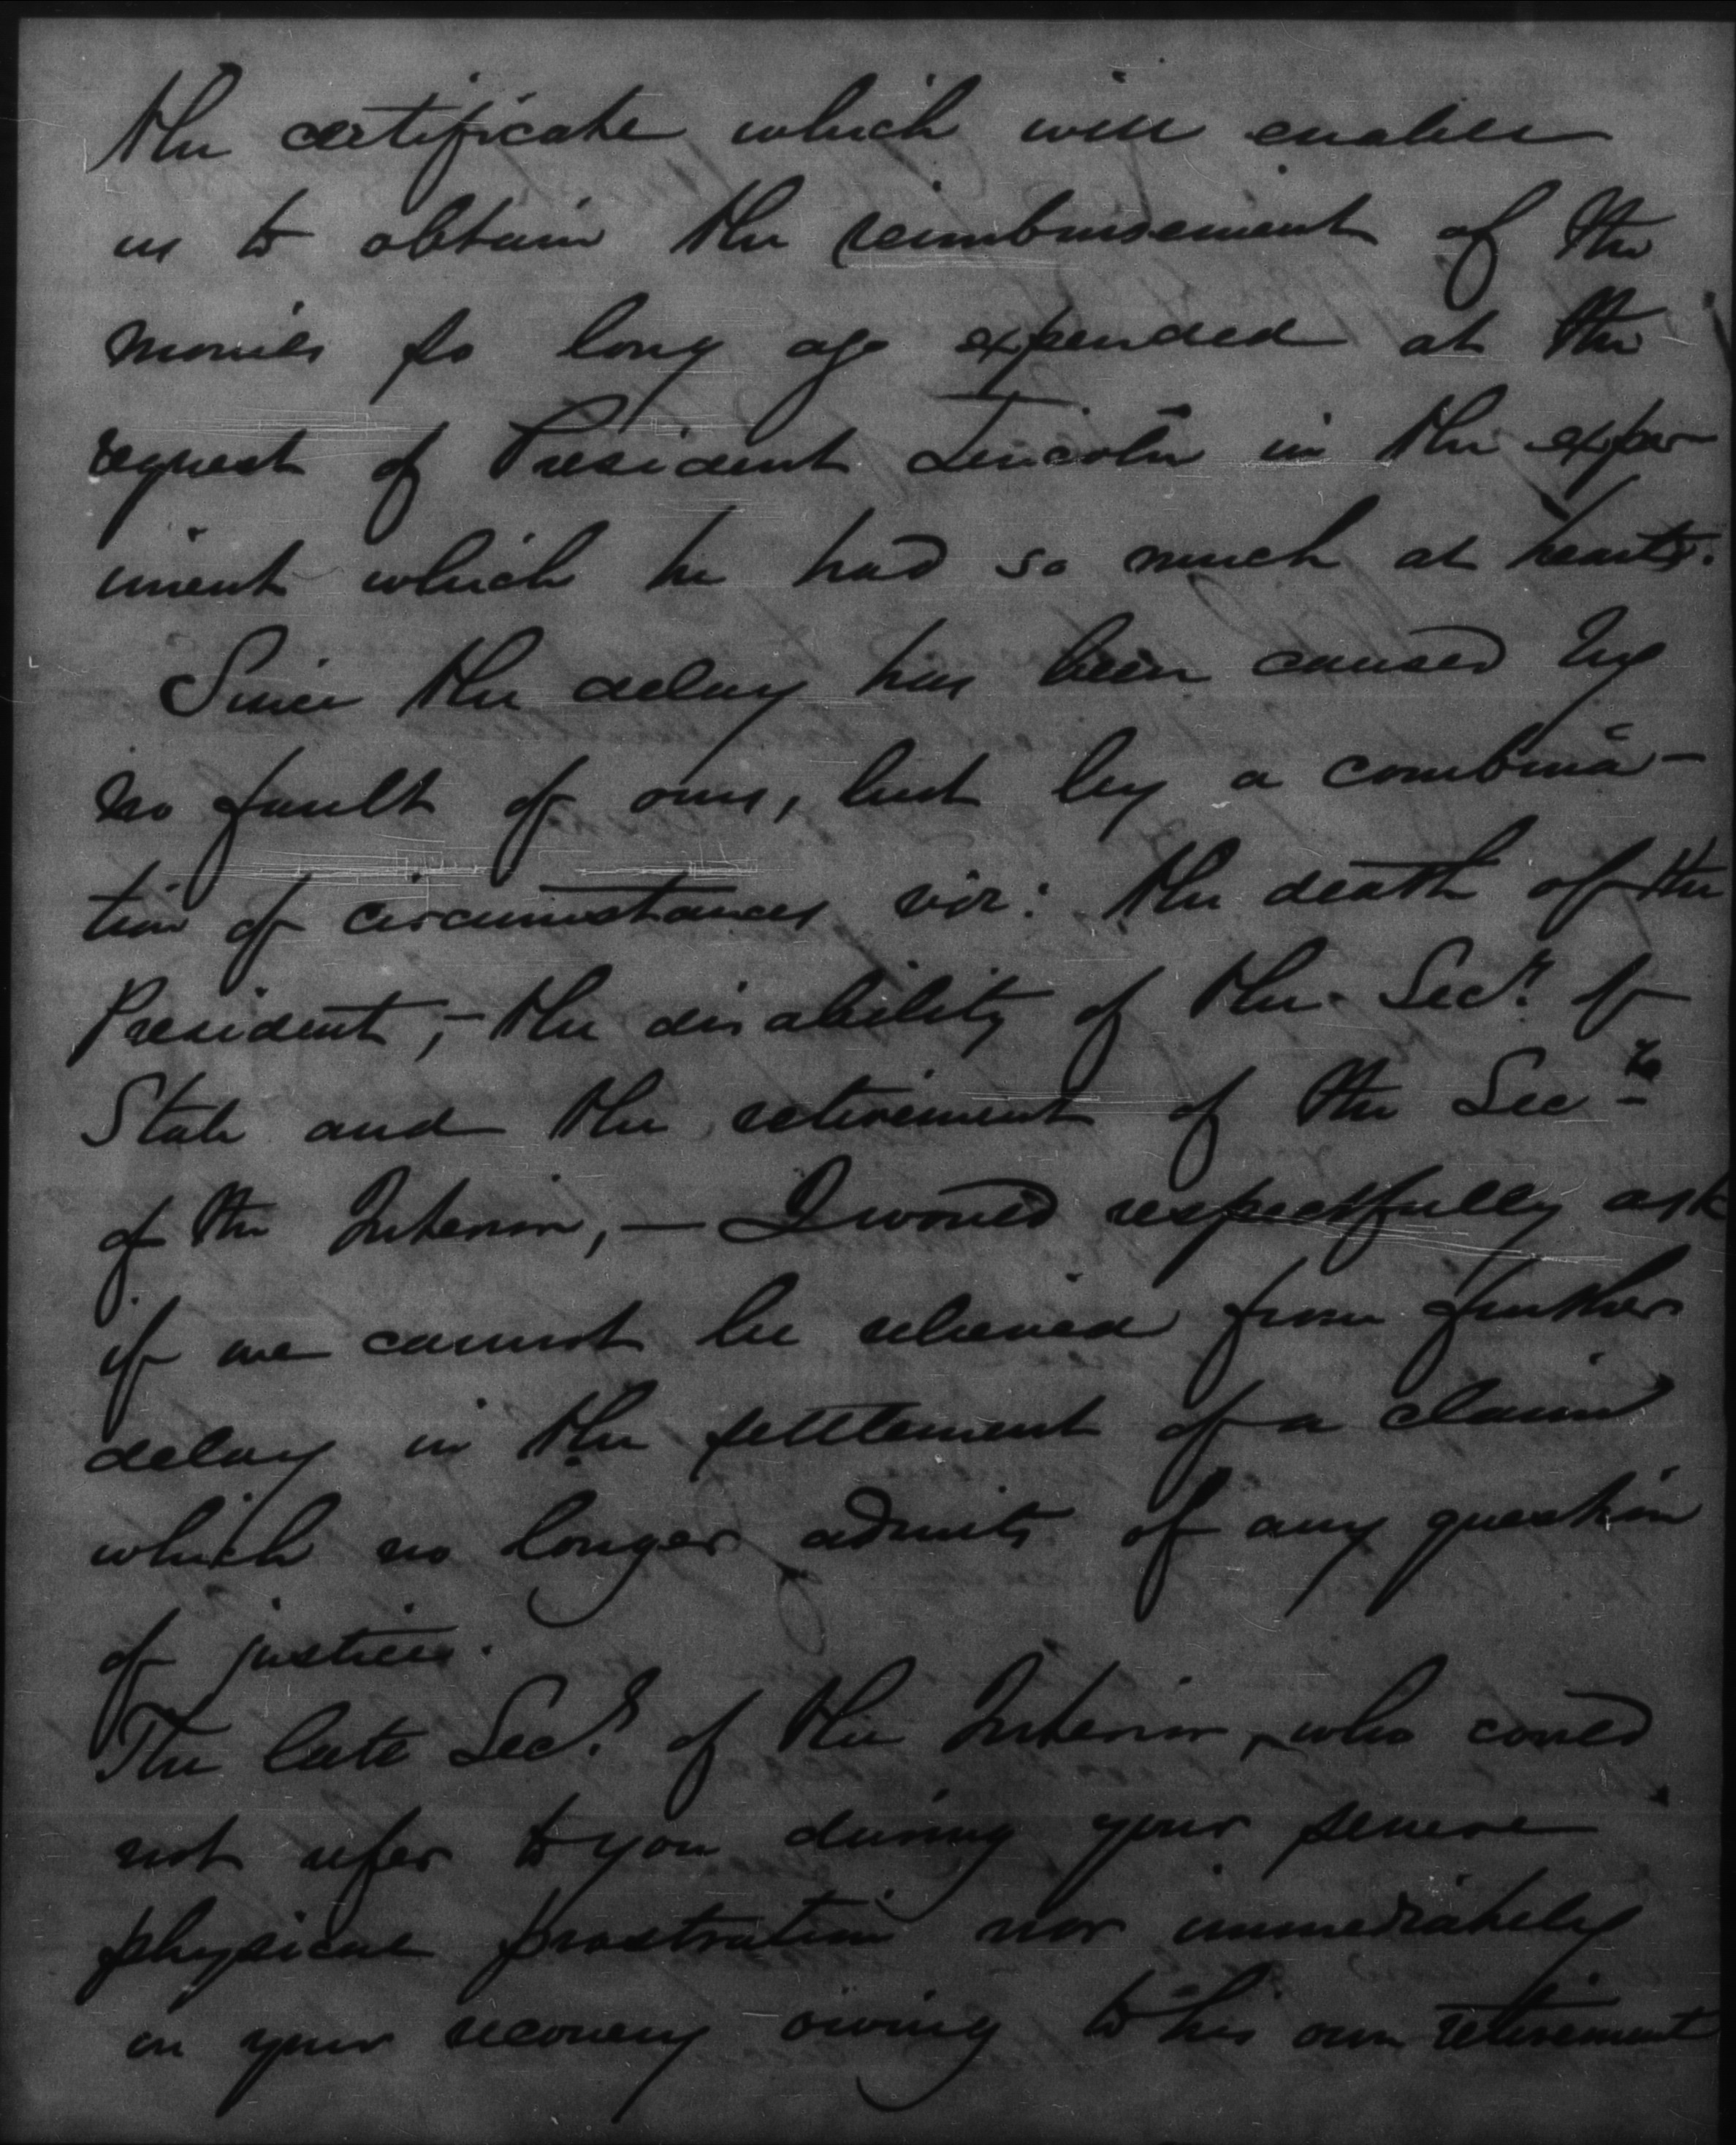 the certificate which will enable
us to obtain the reimbursement of the
monies so long ago expended at the
request of President Lincoln in the exper-
iment which he had so much at heart.
Since the delay has been caused by
no fault of ours, but by a combina-
tion of circumstances viz: the death of the
President, - the disability of the Secy. of
State and the retirement of the Secy
of the Interior, — I would respectfully ask
if we cannot be relieved from further
delay in the settlement of a claim
which no longer admits of any question
of justice.
The late Secy. of the Interior, who could
not refer to you during your severe
physical prostration nor immediately
on your recovery owing to his own retirement